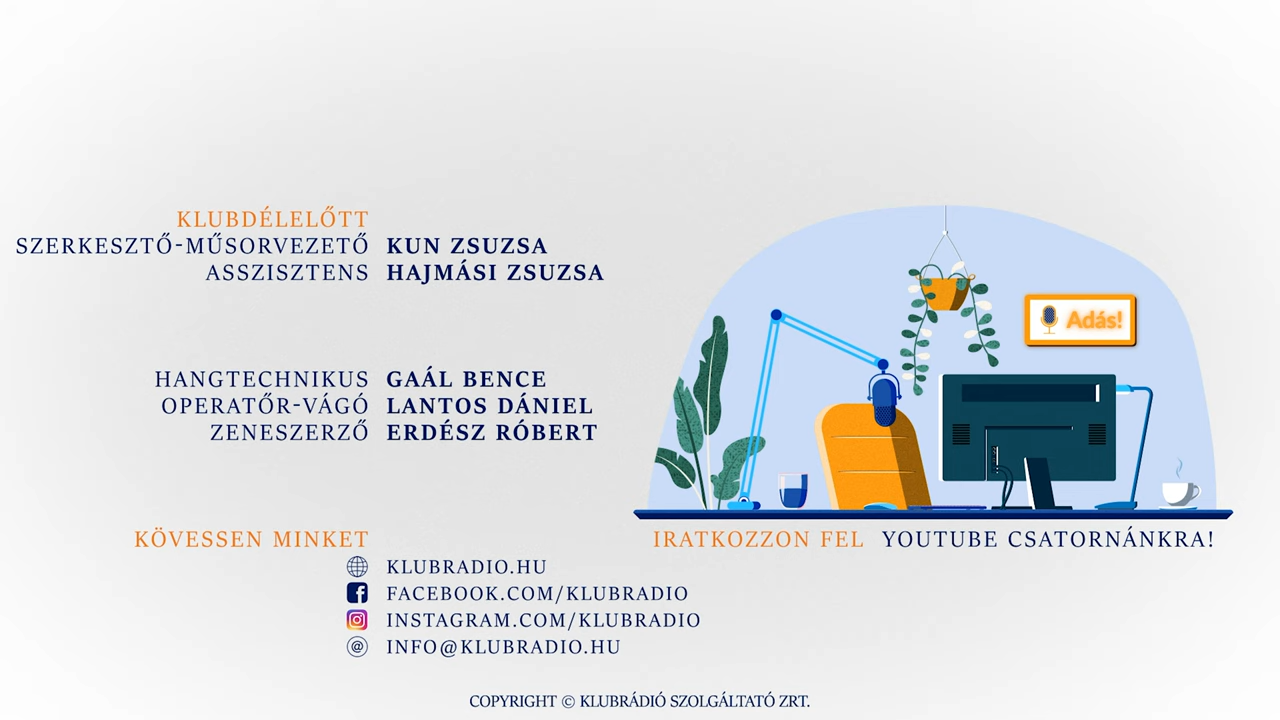 KLUBDÉLELŐTT
SZERKESZTŐ-MŰSORVEZETŐ KUN ZSUZSA
ASSZISZTENS HAJMÁSI ZSUZSA
HANGTECHNIKUS GAÁL BENCE
OPERATŐR-VÁGÓ LANTOS DÁNIEL
ZENESZERZŐ ERDÉSZ RÓBERT
KÖVESSEN MINKET
KLUBRADIO.HU
FACEBOOK.COM/KLUBRADIO
INSTAGRAM.COM/KLUBRADIO
INFO@KLUBRADIO.HU
Adás!
IRATKOZZON FEL YOUTUBE CSATORNÁNKRA!
COPYRIGHT © KLUBRÁDIÓ SZOLGÁLTATÓ ZRT.